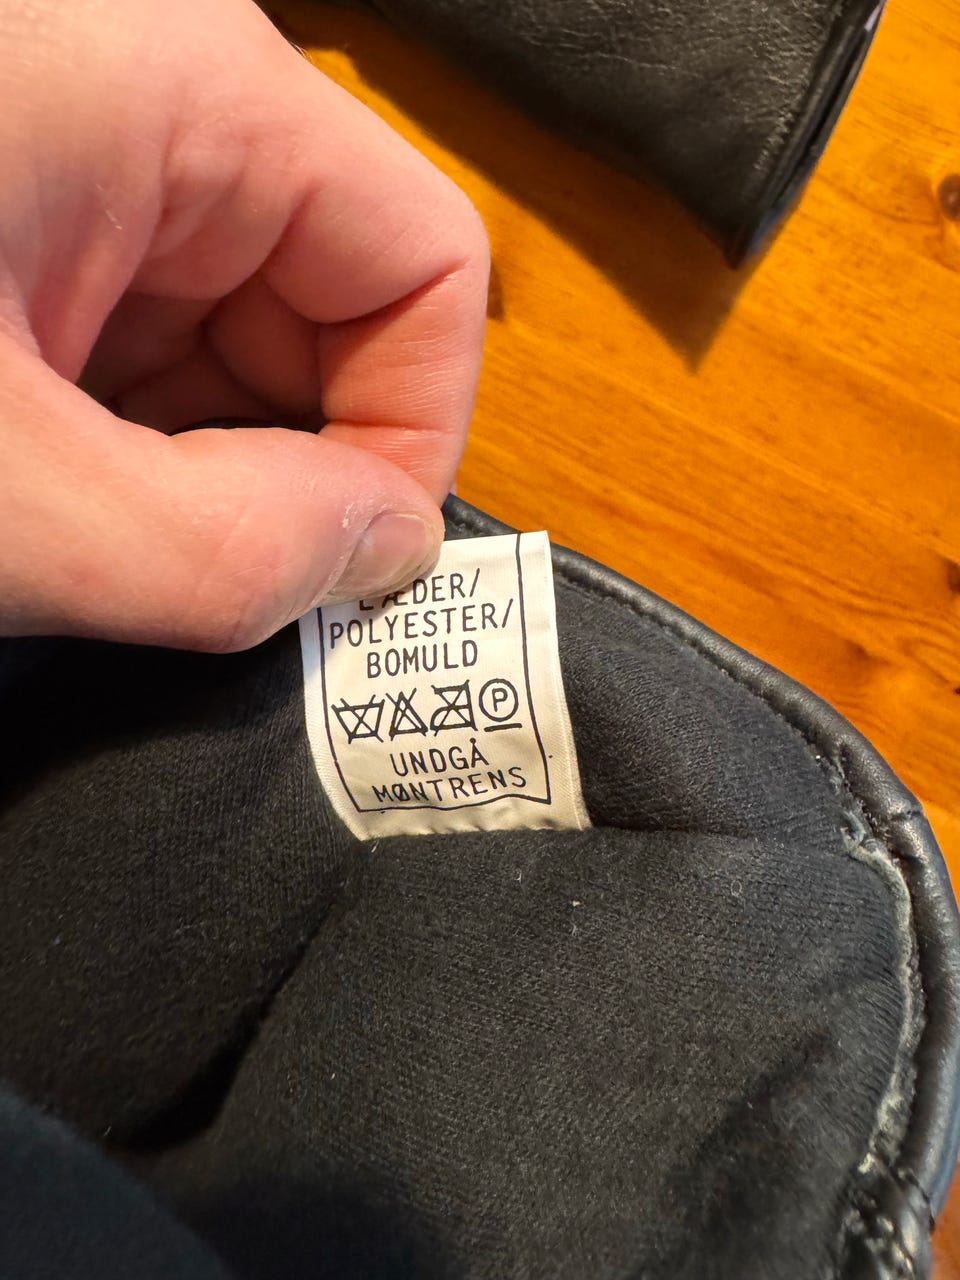 LÆDER/
POLYESTER/
BOMULD
P
UNDGÅ
MØNTRENS